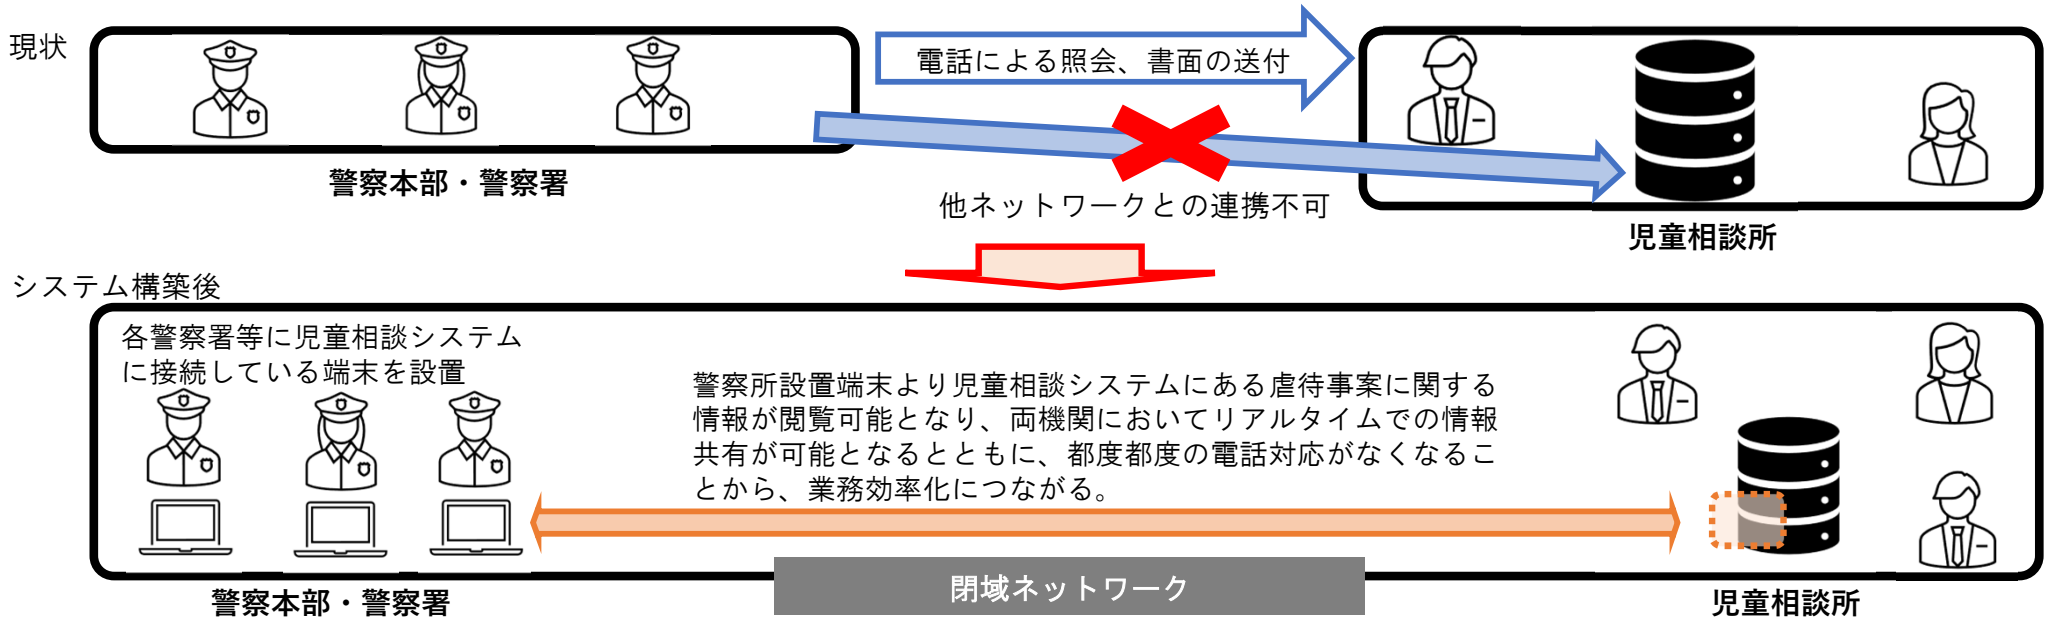 現状
電話による照会、書面の送付
警察本部・警察署
他ネットワークとの連携不可
児童相談所
システム構築後
各警察署等に児童相談システム
に接続している端末を設置
警察所設置端末より児童相談システムにある虐待事案に関する
情報が閲覧可能となり、両機関においてリアルタイムでの情報
共有が可能となるとともに、都度都度の電話対応がなくなるこ
とから、業務効率化につながる。
閉域ネットワーク
警察本部・警察署
児童相談所